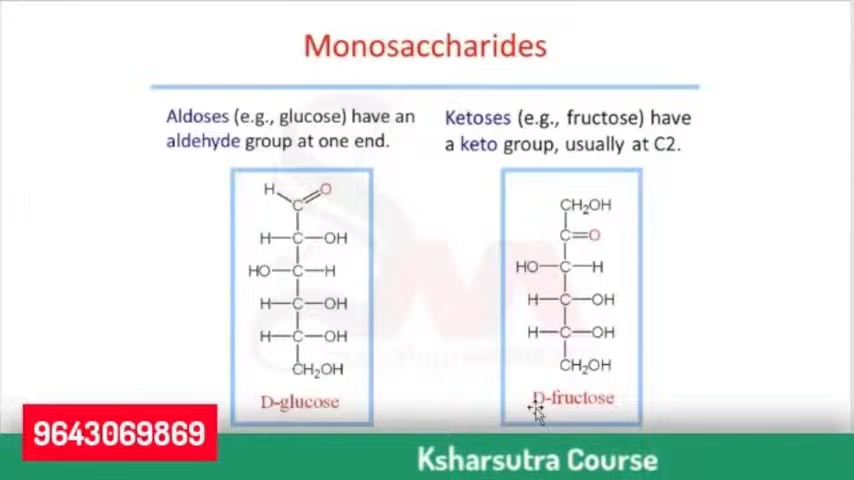 Monosaccharides
Aldoses (e.g., glucose) have an
aldehyde group at one end.
Ketoses (e.g., fructose) have
a keto group, usually at C2.
H O
C
H—C—OH
HO—C—H
H—C—OH
H—C—OH
CH₂OH
D-glucose
CH₂OH
C=O
HO—C—H
H—C—OH
H—C—OH
CH₂OH
D-fructose
9643069869
Ksharsutra Course